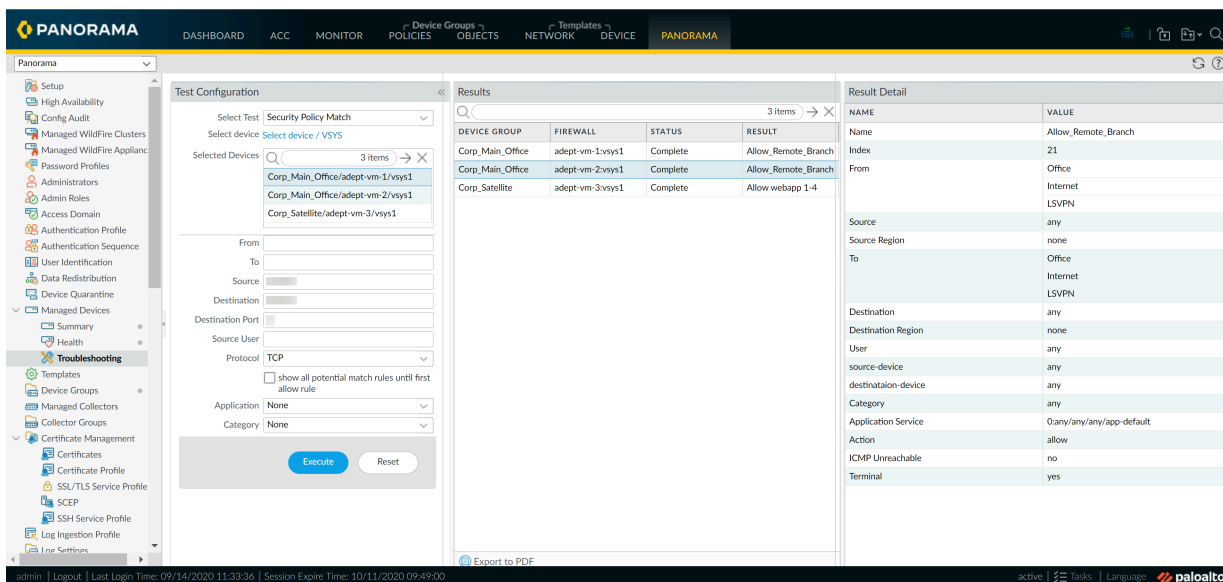 PANORAMA
DASHBOARD ACC MONITOR
Device Groups
POLICIES OBJECTS
Templates
NETWORK DEVICE
PANORAMA
Panorama
Setup
High Availability
Config Audit
Managed WildFire Clusters
Managed WildFire Applianc
Password Profiles
Administrators
Admin Roles
Access Domain
Authentication Profile
Authentication Sequence
User Identification
Data Redistribution
Device Quarantine
Managed Devices
Summary
Health
Troubleshooting
Templates
Device Groups
Managed Collectors
Collector Groups
Certificate Management
Certificates
Certificate Profile
SSL/TLS Service Profile
SCEP
SSH Service Profile
Log Ingestion Profile
Log Settings
Test Configuration
Select Test Security Policy Match
Select device Select device / VSYS
Selected Devices 3 items
Corp_Main_Office/adept-vm-1/vsys1
Corp_Main_Office/adept-vm-2/vsys1
Corp_Satellite/adept-vm-3/vsys1
From
To
Source
Destination
Destination Port
Source User
Protocol TCP
show all potential match rules until first
allow rule
Application None
Category None
Execute Reset
Results
3 items
DEVICE GROUP FIREWALL STATUS RESULT
Corp_Main_Office adept-vm-1:vsys1 Complete Allow_Remote_Branch
Corp_Main_Office adept-vm-2:vsys1 Complete Allow_Remote_Branch
Corp_Satellite adept-vm-3:vsys1 Complete Allow webapp 1-4
Export to PDF
Result Detail
NAME VALUE
Name Allow_Remote_Branch
Index 21
From Office
Internet
LSVPN
Source any
Source Region none
To Office
Internet
LSVPN
Destination any
Destination Region none
User any
source-device any
destinataion-device any
Category any
Application Service 0:any/any/any/app-default
Action allow
ICMP Unreachable no
Terminal yes
admin | Logout | Last Login Time: 09/14/2020 11:33:36 | Session Expire Time: 10/11/2020 09:49:00
active | Tasks | Language paloalto